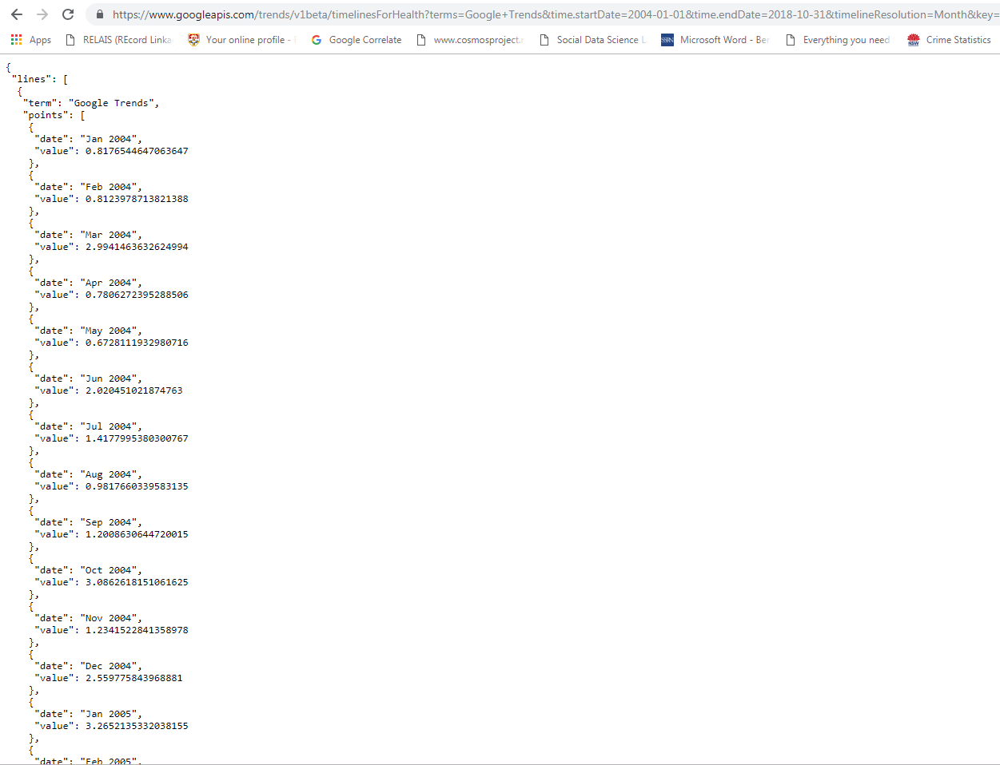 https://www.googleapis.com/trends/v1beta/timelinesForHealth?terms=Google+Trends&time.startDate=2004-01-01&time.endDate=2018-10-31&timelineResolution=Month&key=
Apps RELAIS (REcord Linka Your online profile - Google Correlate www.cosmosproject. Social Data Science Microsoft Word - Ber Everything you need Crime Statistics
{
"lines": [
{
"term": "Google Trends",
"points": [
{
"date": "Jan 2004",
"value": 0.8176544647063647
},
{
"date": "Feb 2004",
"value": 0.8123978713821388
},
{
"date": "Mar 2004",
"value": 2.9941463632624994
},
{
"date": "Apr 2004",
"value": 0.7806272395288506
},
{
"date": "May 2004",
"value": 0.6728111932980716
},
{
"date": "Jun 2004",
"value": 2.020451021874763
},
{
"date": "Jul 2004",
"value": 1.4177995380300767
},
{
"date": "Aug 2004",
"value": 0.9817660339583135
},
{
"date": "Sep 2004",
"value": 1.2008630644720015
},
{
"date": "Oct 2004",
"value": 3.0862618151061625
},
{
"date": "Nov 2004",
"value": 1.2341522841358978
},
{
"date": "Dec 2004",
"value": 2.559775843968881
},
{
"date": "Jan 2005",
"value": 3.2652135332038155
},
{
"date": "Feb 2005",